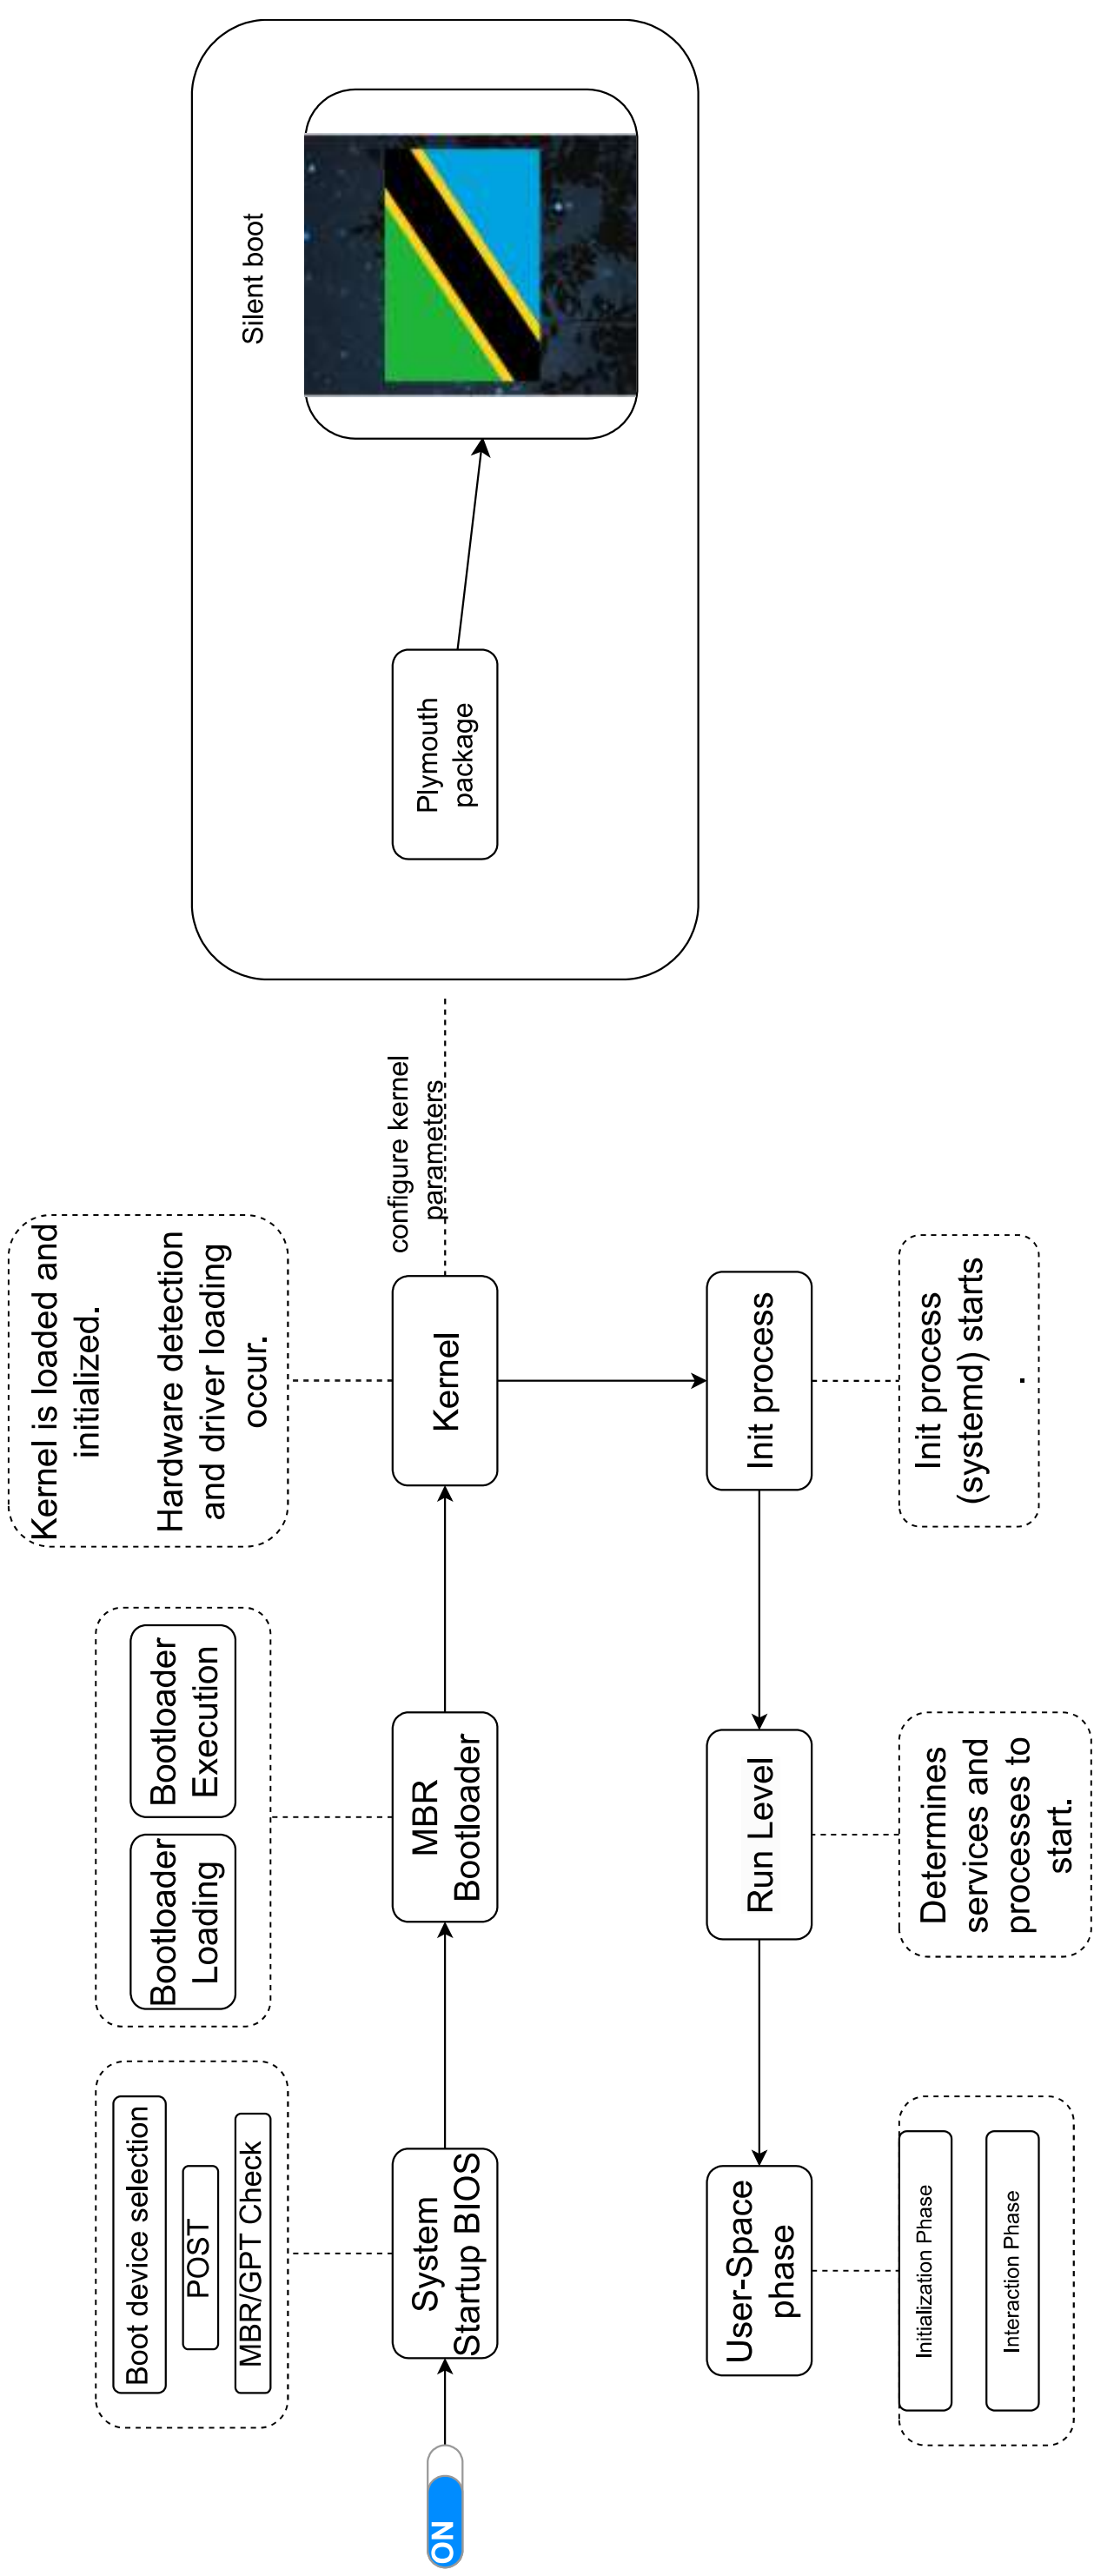 ON
System
Startup BIOS
Boot device selection
POST
MBR/GPT Check
MBR
Bootloader
Bootloader
Loading
Bootloader
Execution
Kernel
Kernel is loaded and
initialized.
Hardware detection
and driver loading
occur.
configure kernel
parameters
Silent boot
Plymouth
package
Init process
Init process
(systemd) starts
.
Run Level
Determines
services and
processes to
start.
User-Space
phase
Initialization Phase
Interaction Phase